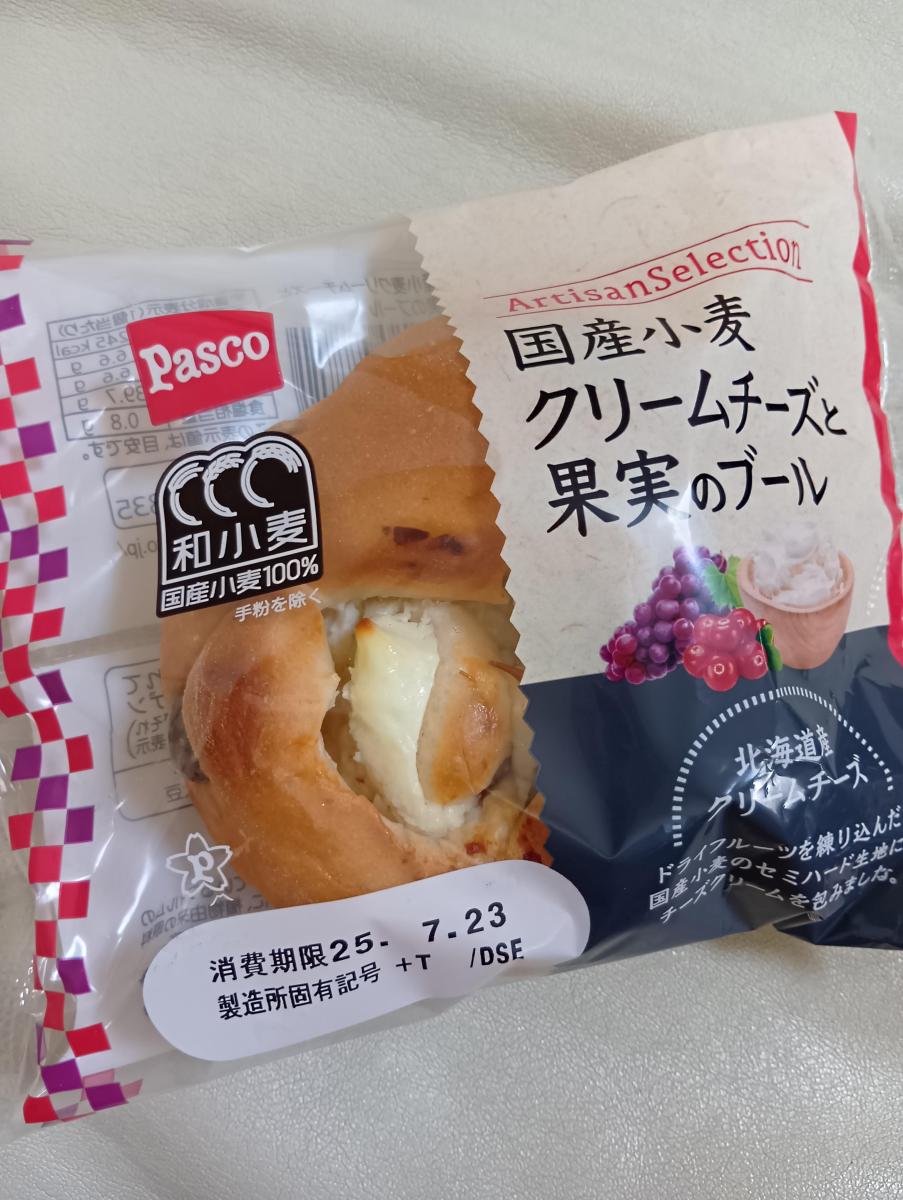 Pasco
和小麦
国産小麦100%
手粉を除く
ArtisanSelection
国産小麦
クリームチーズと
果実のブール
北海道産
クリームチーズ
ドライフルーツを練り込んだ
国産小麦のセミハード生地に
チーズクリームを包みました。
消費期限25. 7.23
製造所固有記号 +T /DSE